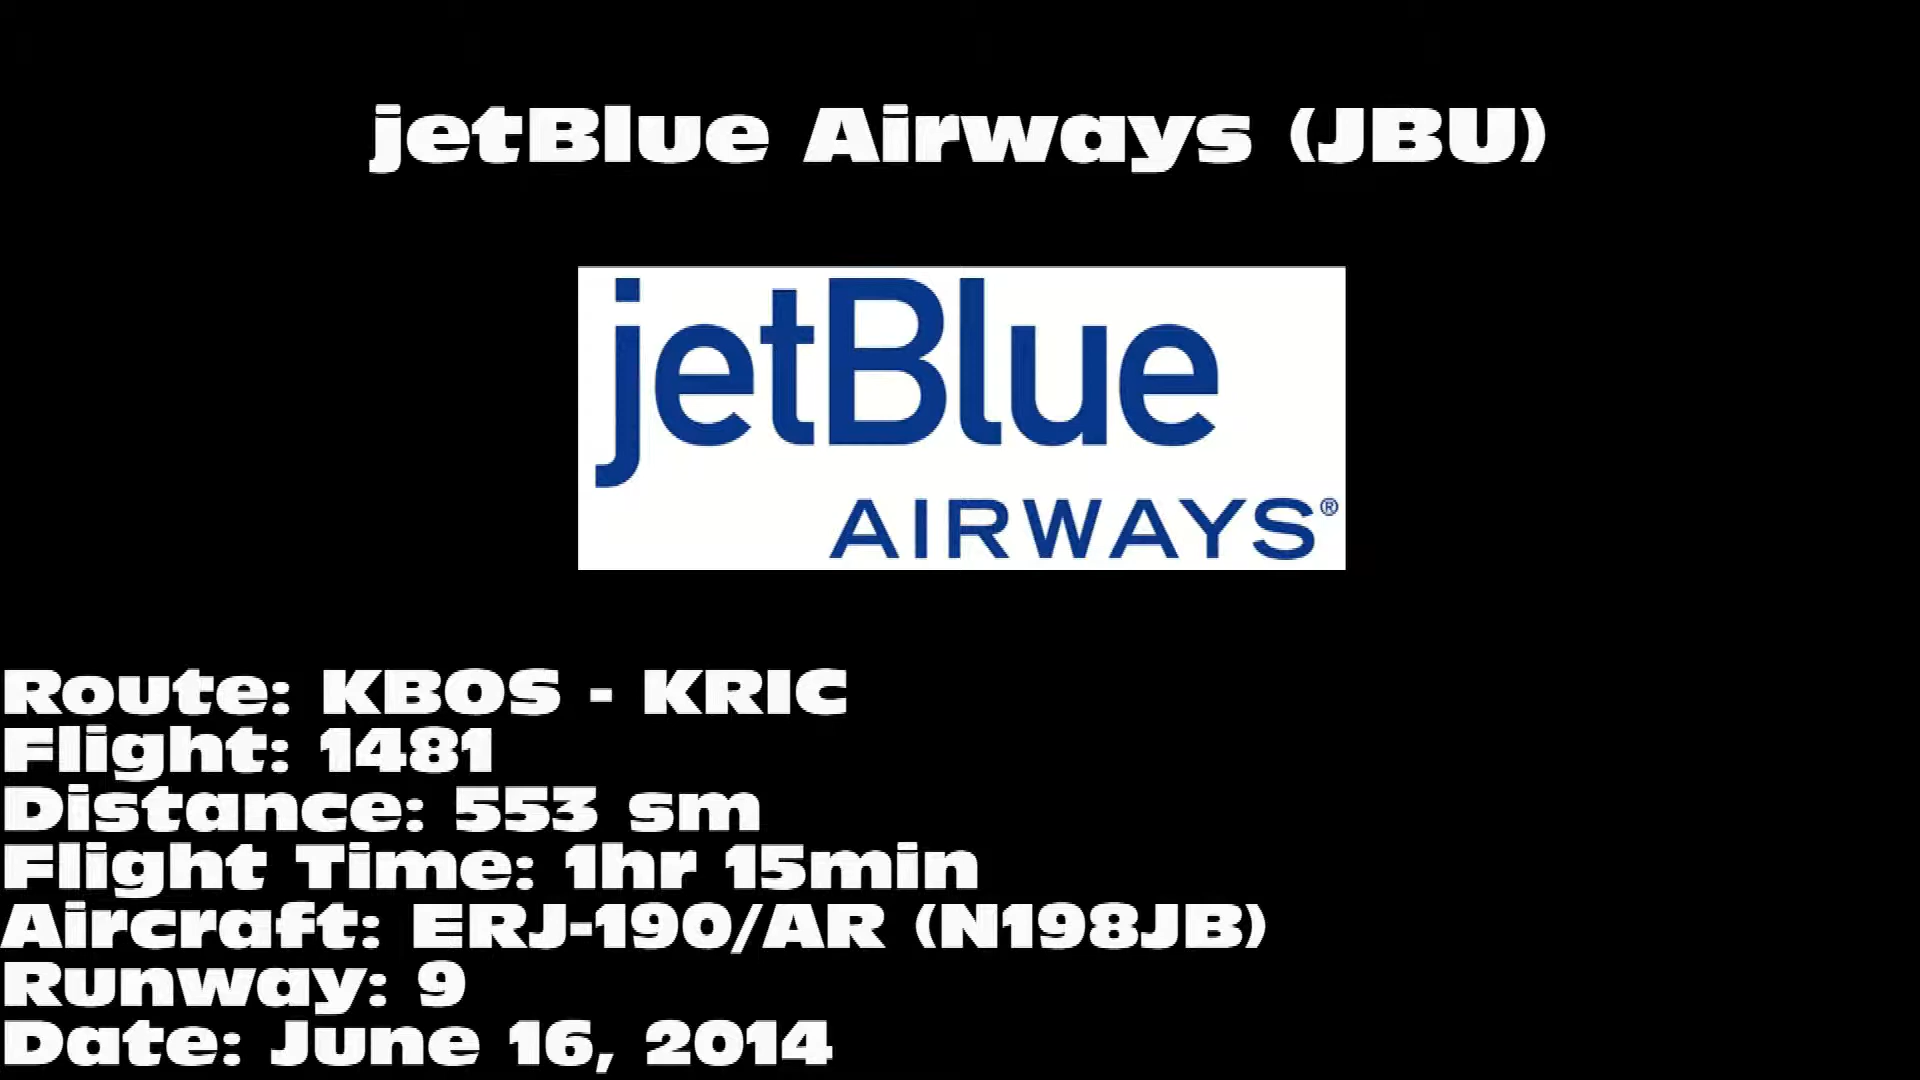 jetBlue Airways (JBU)
jetBlue
AIRWAYS®
Route: KBOS - KRIC
Flight: 1481
Distance: 553 sm
Flight Time: 1hr 15min
Aircraft: ERJ-190/AR (N198JB)
Runway: 9
Date: June 16, 2014